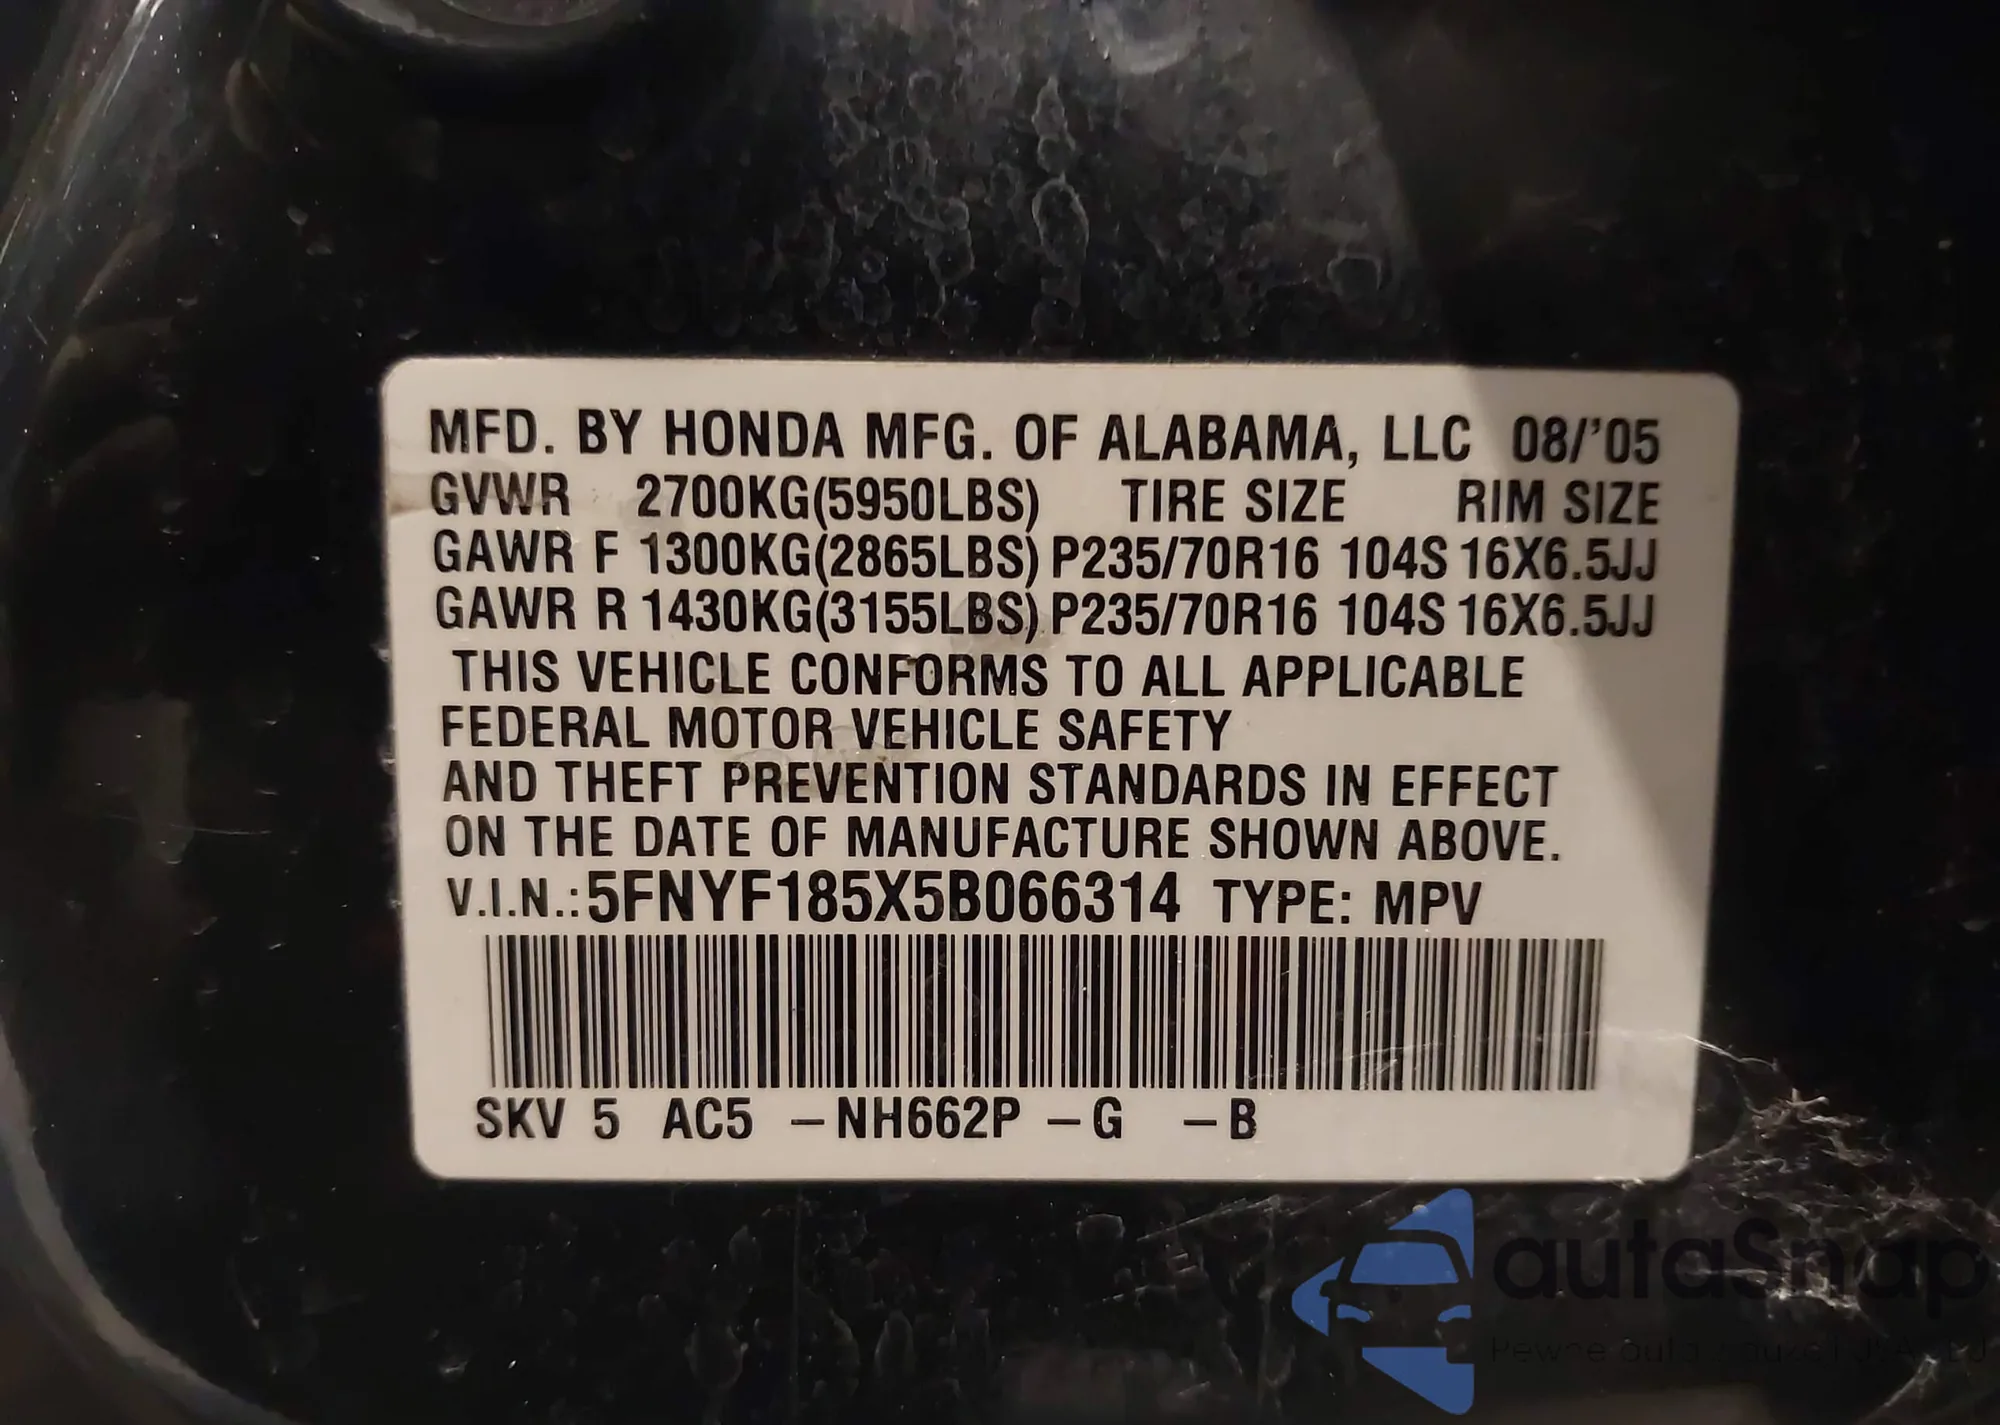 MFD. BY HONDA MFG. OF ALABAMA, LLC 08/'05
GVWR 2700KG(5950LBS) TIRE SIZE RIM SIZE
GAWR F 1300KG(2865LBS) P235/70R16 104S 16X6.5JJ
GAWR R 1430KG(3155LBS) P235/70R16 104S 16X6.5JJ
THIS VEHICLE CONFORMS TO ALL APPLICABLE
FEDERAL MOTOR VEHICLE SAFETY
AND THEFT PREVENTION STANDARDS IN EFFECT
ON THE DATE OF MANUFACTURE SHOWN ABOVE.
V.I.N.:5FNYF185X5B066314 TYPE: MPV
SKV 5 AC5 –NH662P –G –B
autaSnap